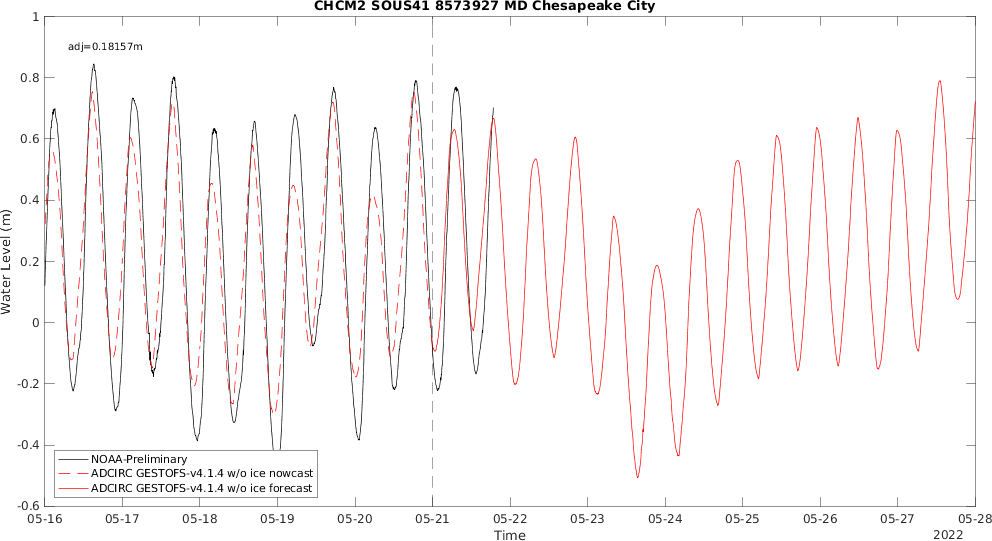 CHCM2 SOUS41 8573927 MD Chesapeake City
adj=0.18157m
Water Level (m)
1
0.8
0.6
0.4
0.2
0
-0.2
-0.4
-0.6
NOAA-Preliminary
ADCIRC GESTOFS-v4.1.4 w/o ice nowcast
ADCIRC GESTOFS-v4.1.4 w/o ice forecast
05-16 05-17 05-18 05-19 05-20 05-21 05-22 05-23 05-24 05-25 05-26 05-27 05-28
Time
2022